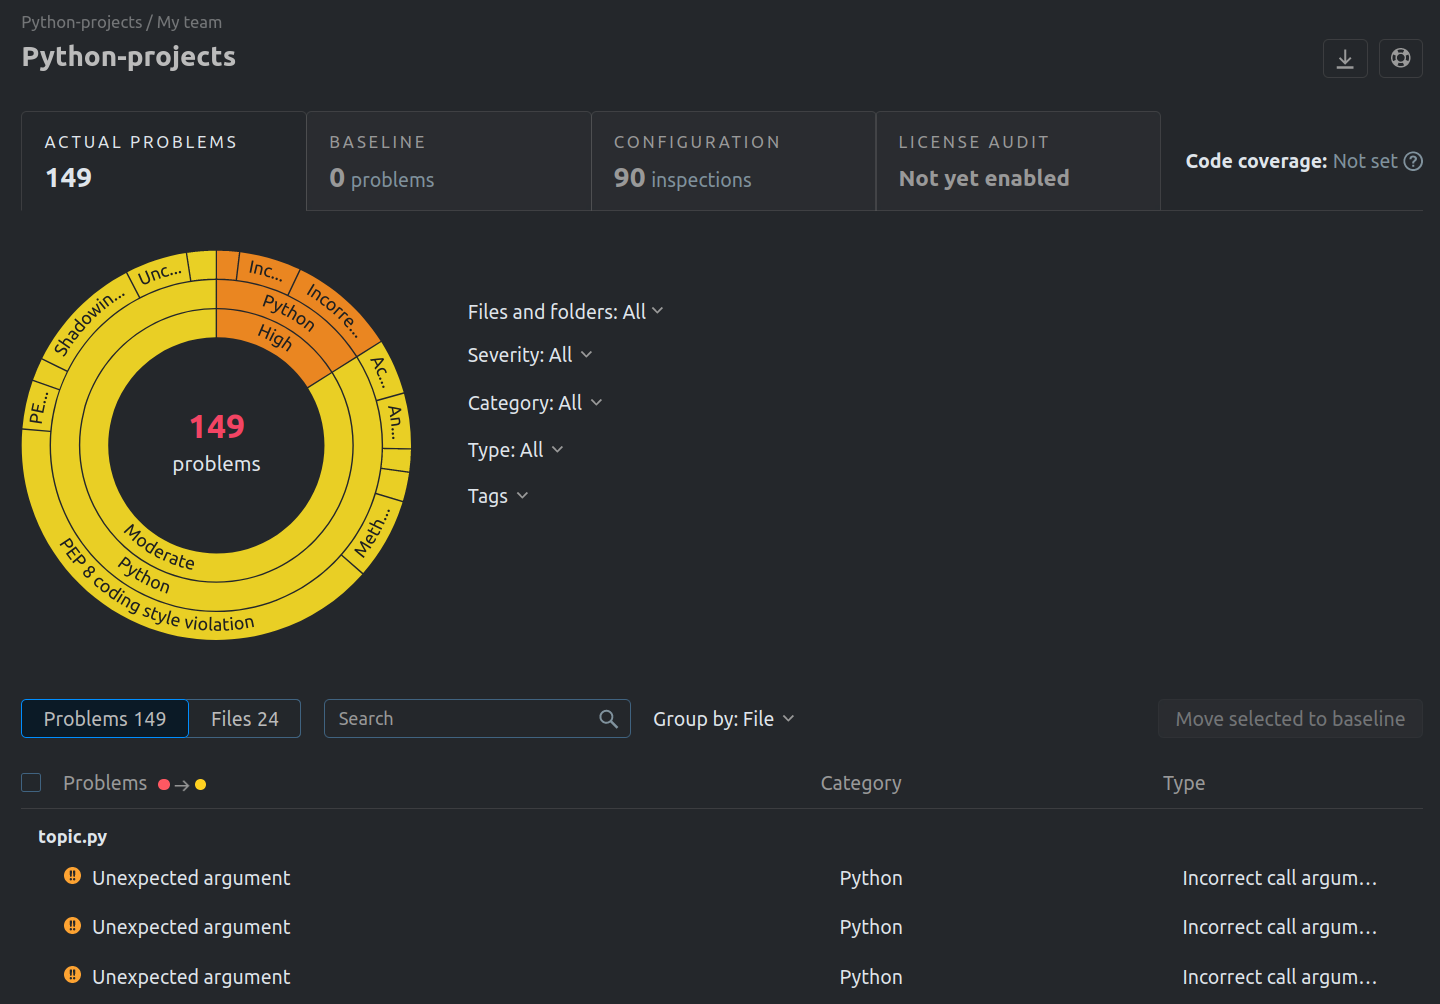 Python-projects / My team
Python-projects
ACTUAL PROBLEMS
149
BASELINE
0 problems
CONFIGURATION
90 inspections
LICENSE AUDIT
Not yet enabled
Code coverage: Not set
Inc...
Incorre...
Python
High
Ac...
An...
Meth...
PEP 8 coding style violation
Python
Moderate
PE...
Shadowin...
Unc...
149
problems
Files and folders: All
Severity: All
Category: All
Type: All
Tags
Problems 149
Files 24
Search
Group by: File
Move selected to baseline
Problems
Category
Type
topic.py
Unexpected argument
Python
Incorrect call argum...
Unexpected argument
Python
Incorrect call argum...
Unexpected argument
Python
Incorrect call argum...